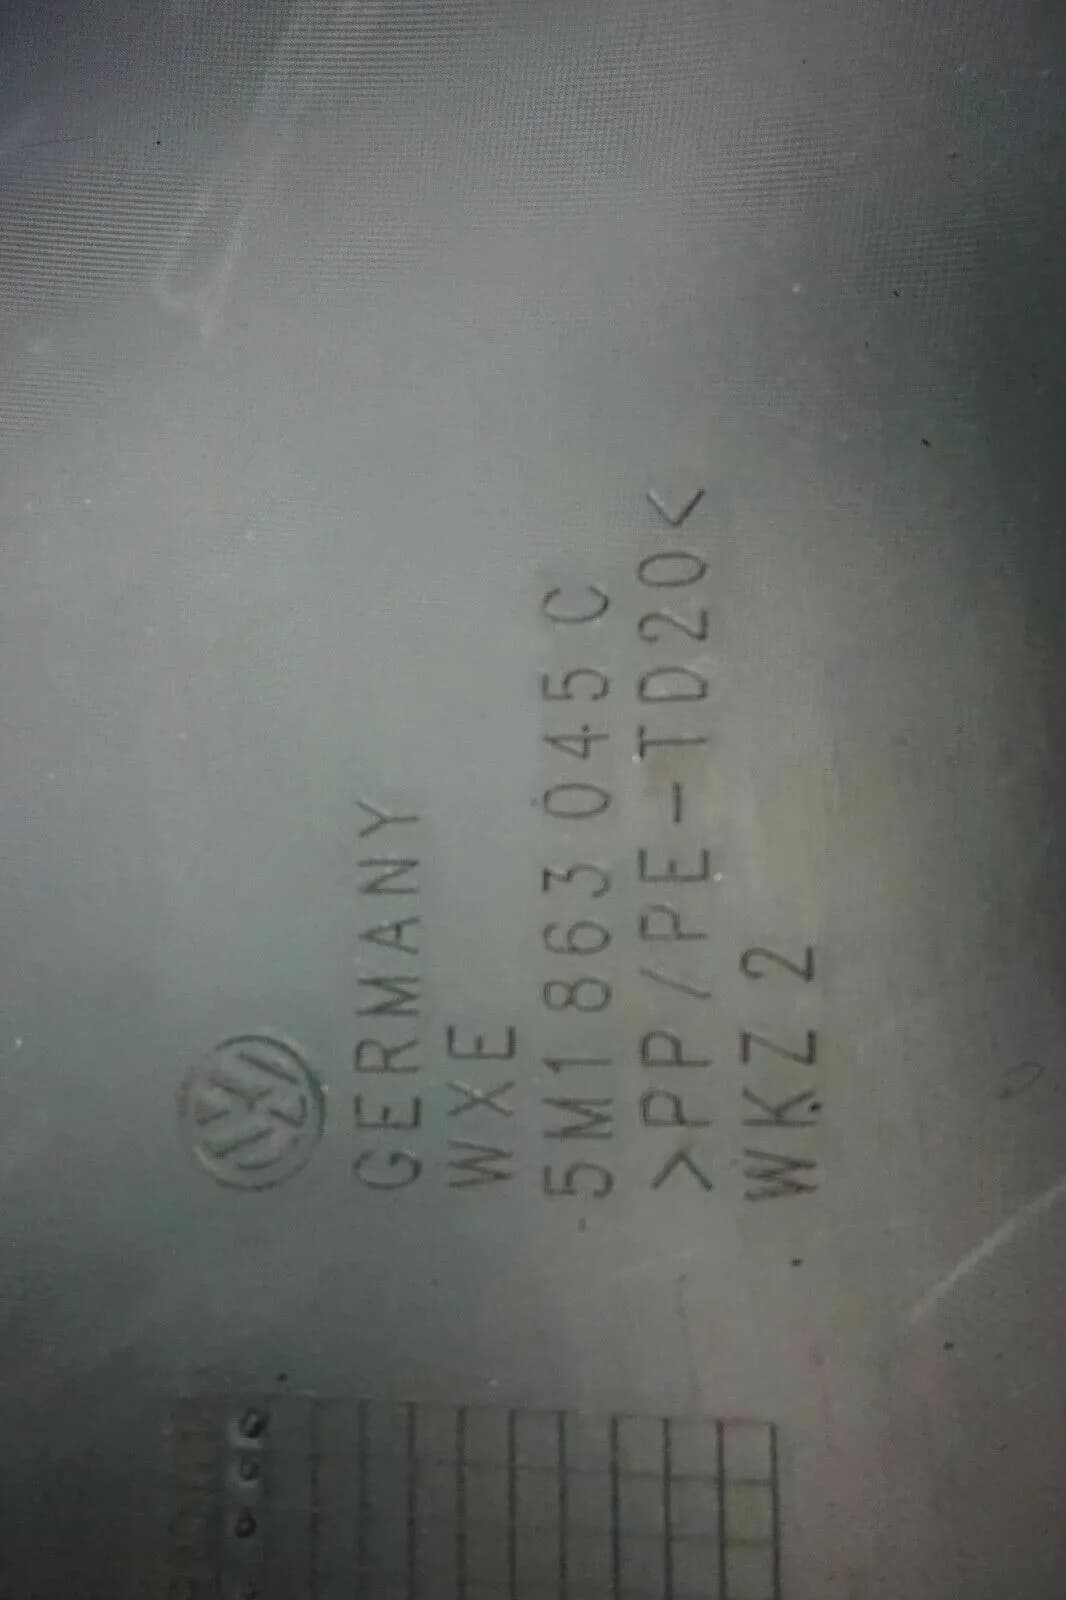 GERMANY
WXE
5M1 863 045 C
>PP/PE-TD20<
WKZ 2